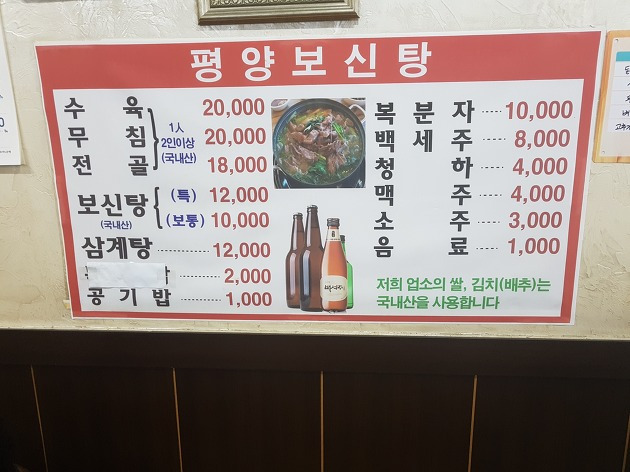 평양보신탕
수 육 20,000
무 침 20,000
전 골 18,000
1人
2인이상
(국내산)
보신탕 (특) 12,000
(국내산) (보통) 10,000
삼계탕 12,000
2,000
공기밥 1,000
복 분 자 10,000
백 세 주 8,000
청 하 4,000
맥 주 4,000
소 주 3,000
음 료 1,000
저희 업소의 쌀, 김치(배추)는
국내산을 사용합니다